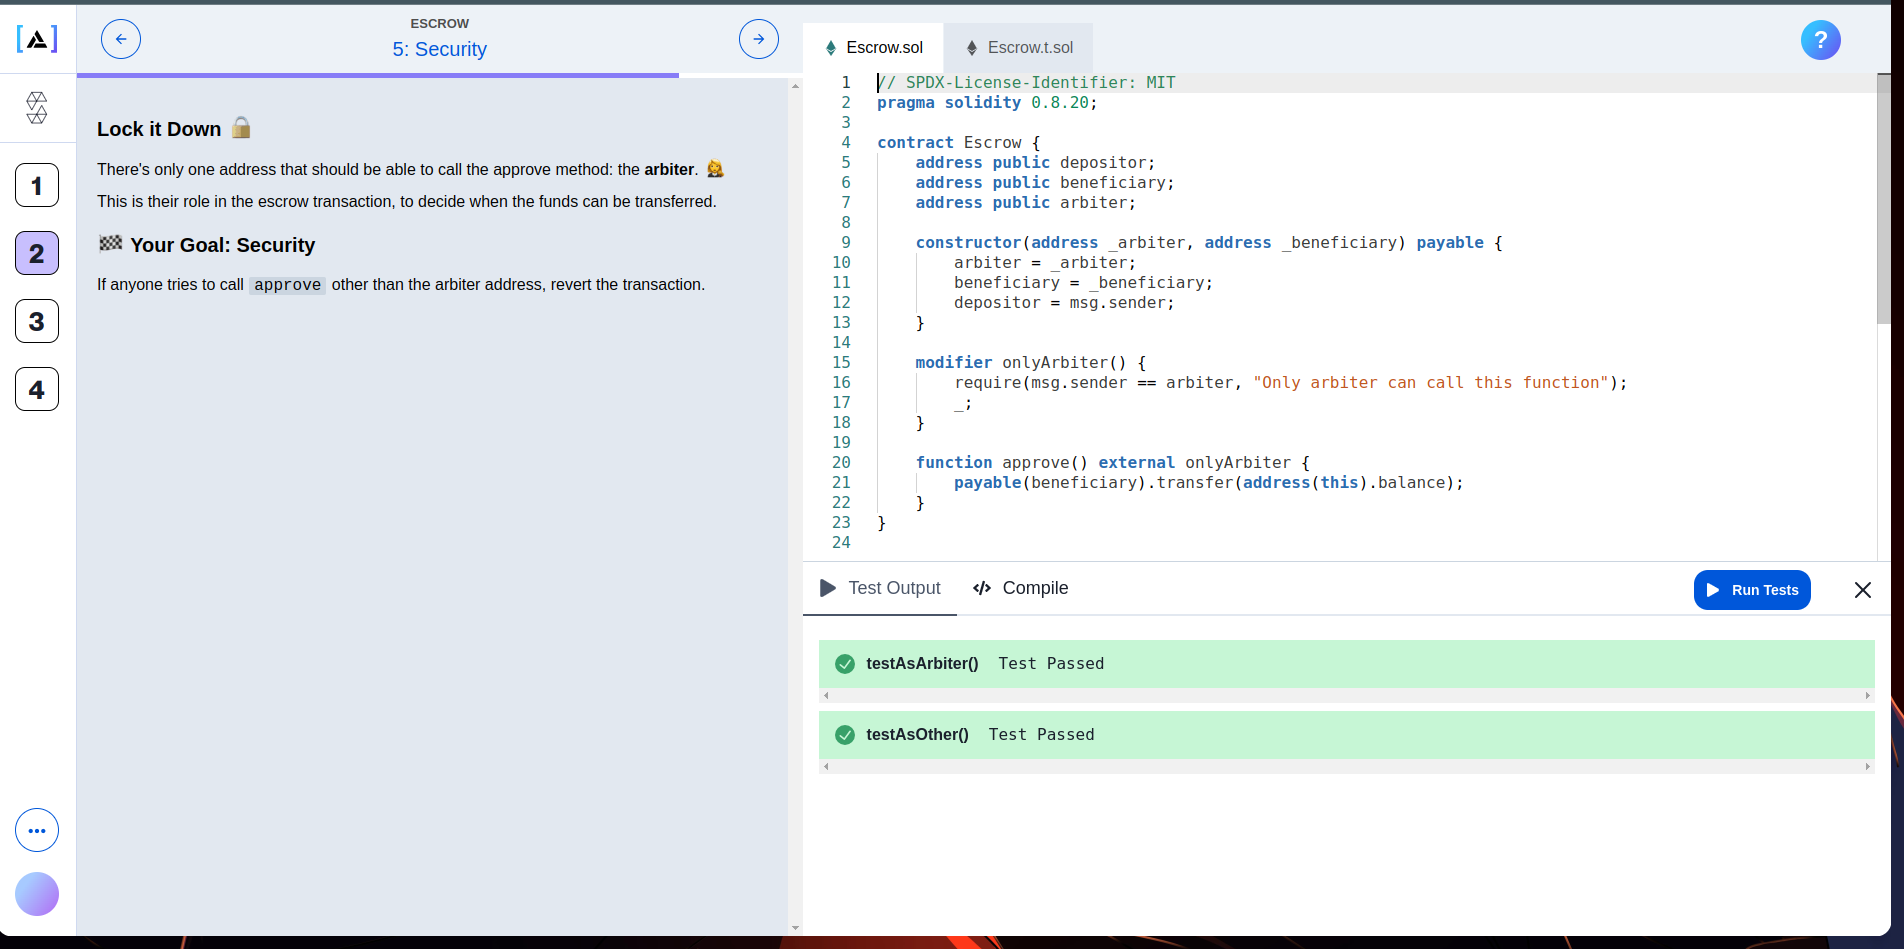 ESCROW
5: Security
1
2
3
4
Lock it Down
There's only one address that should be able to call the approve method: the arbiter.
This is their role in the escrow transaction, to decide when the funds can be transferred.
Your Goal: Security
If anyone tries to call approve other than the arbiter address, revert the transaction.
Escrow.sol
Escrow.t.sol
?
1 // SPDX-License-Identifier: MIT
2 pragma solidity 0.8.20;
3
4 contract Escrow {
5 address public depositor;
6 address public beneficiary;
7 address public arbiter;
8
9 constructor(address _arbiter, address _beneficiary) payable {
10 arbiter = _arbiter;
11 beneficiary = _beneficiary;
12 depositor = msg.sender;
13 }
14
15 modifier onlyArbiter() {
16 require(msg.sender == arbiter, "Only arbiter can call this function");
17 _;
18 }
19
20 function approve() external onlyArbiter {
21 payable(beneficiary).transfer(address(this).balance);
22 }
23 }
24
Test Output
Compile
Run Tests
testAsArbiter() Test Passed
testAsOther() Test Passed